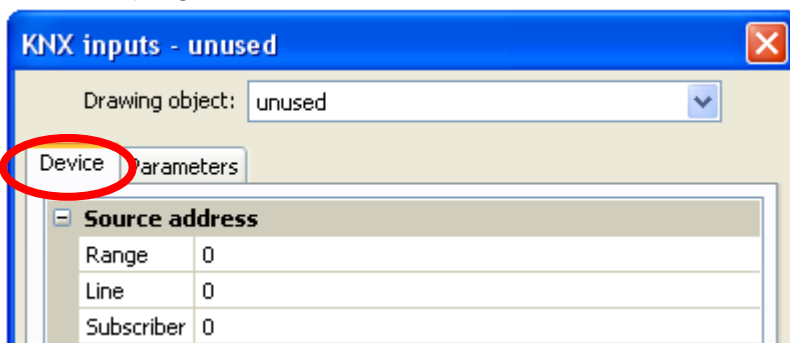 KNX inputs - unused
Drawing object: unused
Device Parameters
Source address
Range 0
Line 0
Subscriber 0